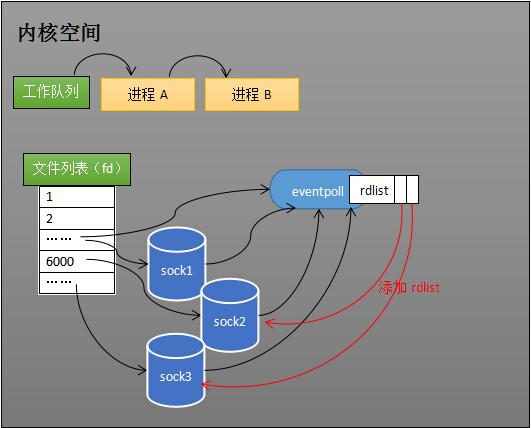 内核空间
工作队列
进程 A
进程 B
文件列表（fd）
1
2
……
6000
……
eventpoll
rdlist
sock1
sock2
sock3
添加 rdlist